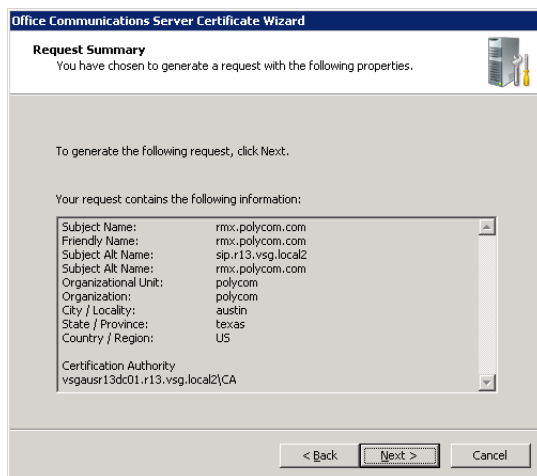 Office Communications Server Certificate Wizard
Request Summary
You have chosen to generate a request with the following properties.
To generate the following request, click Next.
Your request contains the following information:
Subject Name: rmx.polycom.com
Friendly Name: rmx.polycom.com
Subject Alt Name: sip.r13.vsg.local2
Subject Alt Name: rmx.polycom.com
Organizational Unit: polycom
Organization: polycom
City / Locality: austin
State / Province: texas
Country / Region: US
Certification Authority
vsgausr13dc01.r13.vsg.local2\CA
< Back Next > Cancel